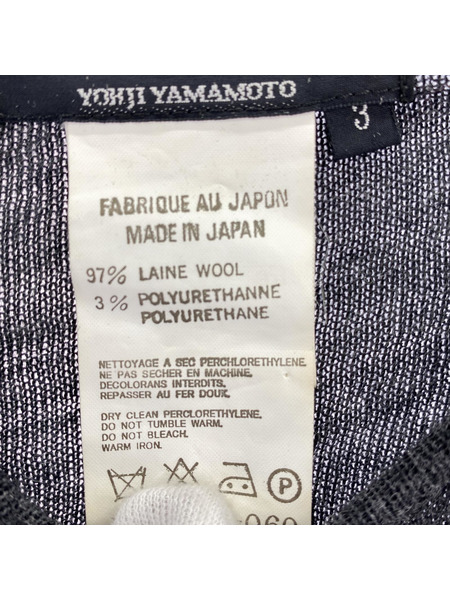 YOHJI YAMAMOTO
3
FABRIQUE AU JAPON
MADE IN JAPAN
97% LAINE WOOL
3% POLYURETHANNE
POLYURETHANE
NETTOYAGE A SEC PERCHLORETHYLENE.
NE PAS SECHER EN MACHINE.
DECOLORANS INTERDITS.
REPASSER AU FER DOUX.
DRY CLEAN PERCLORETHYLENE.
DO NOT TUMBLE WARM.
DO NOT BLEACH.
WARM IRON.
P